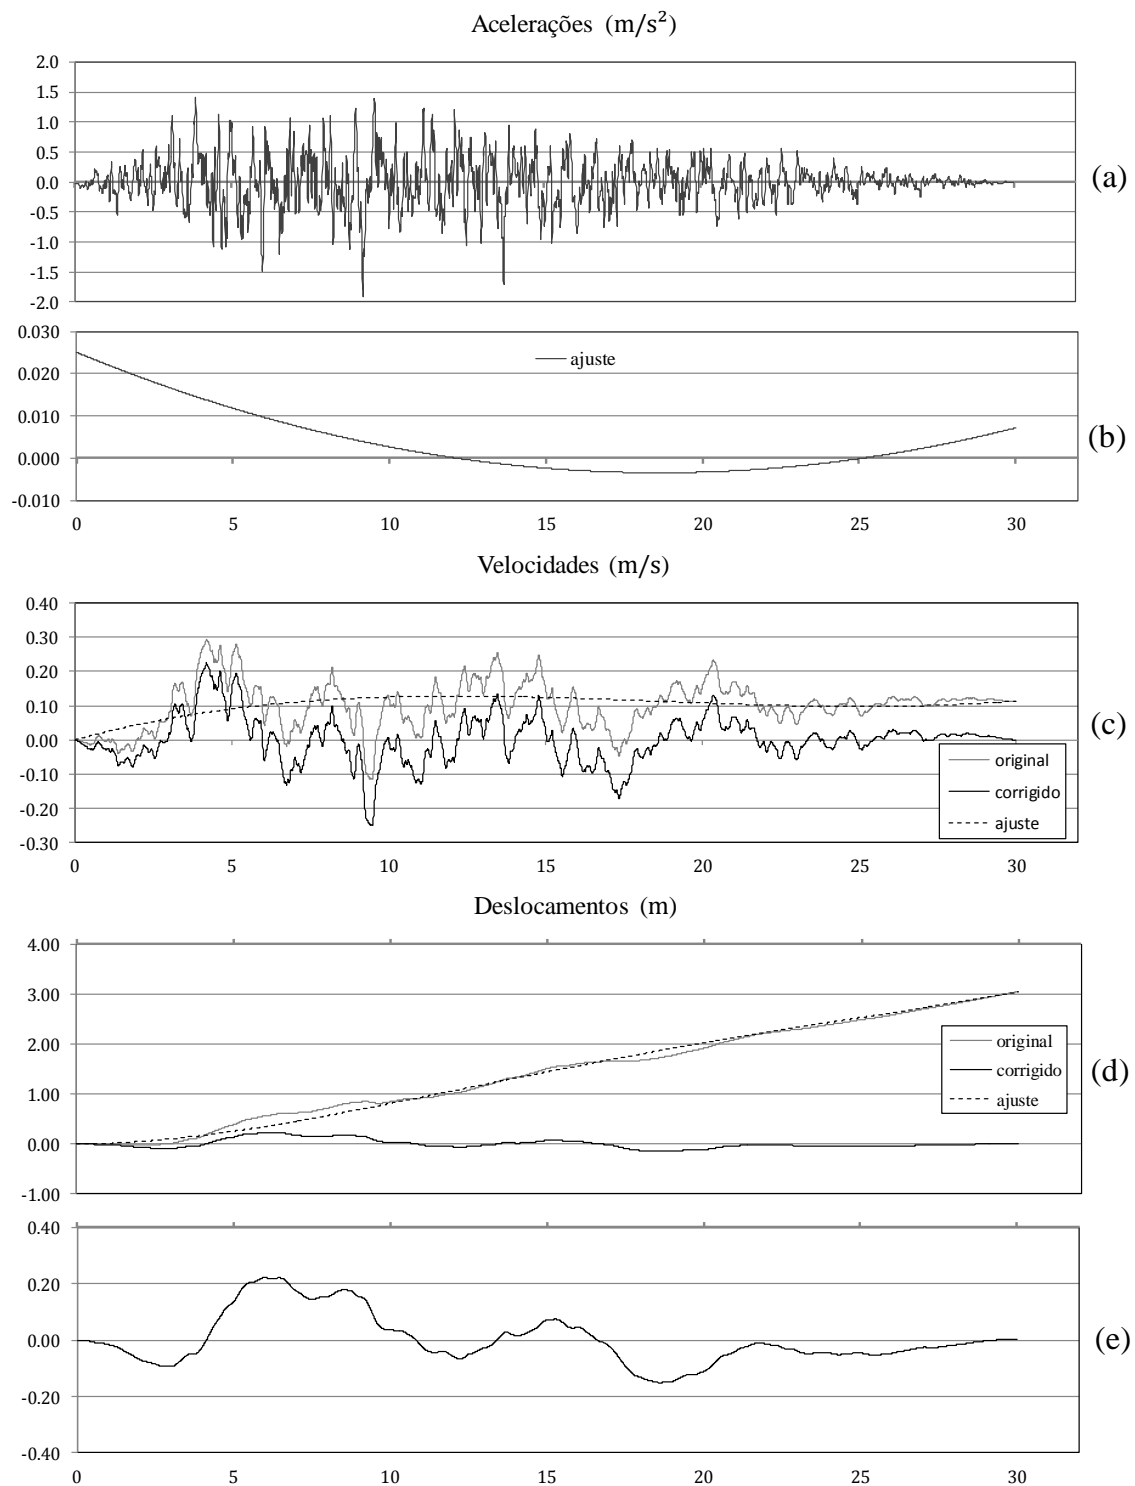 Acelerações (m/s²)
2.0
1.5
1.0
0.5
0.0
-0.5
-1.0
-1.5
-2.0
(a)
0.030
0.020
0.010
0.000
-0.010
ajuste
(b)
0 5 10 15 20 25 30
Velocidades (m/s)
0.40
0.30
0.20
0.10
0.00
-0.10
-0.20
-0.30
original
corrigido
ajuste
(c)
0 5 10 15 20 25 30
Deslocamentos (m)
4.00
3.00
2.00
1.00
0.00
-1.00
original
corrigido
ajuste
(d)
0.40
0.20
0.00
-0.20
-0.40
(e)
0 5 10 15 20 25 30